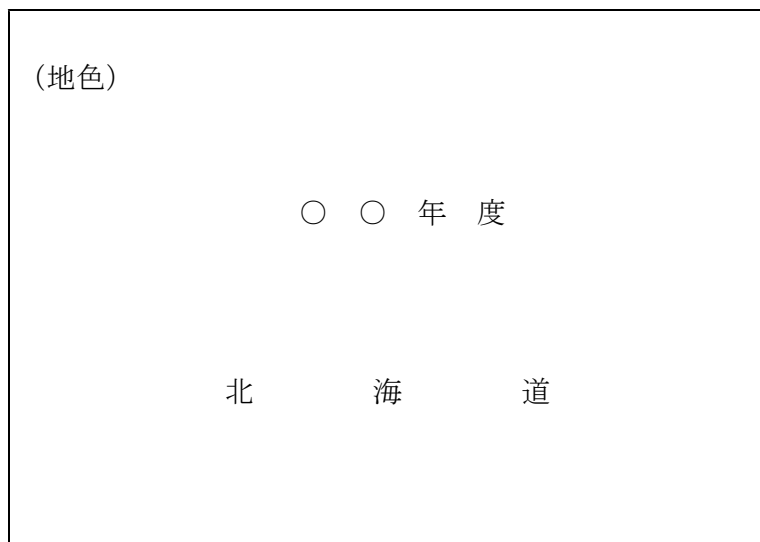 （地色）
○ ○ 年 度
北 海 道